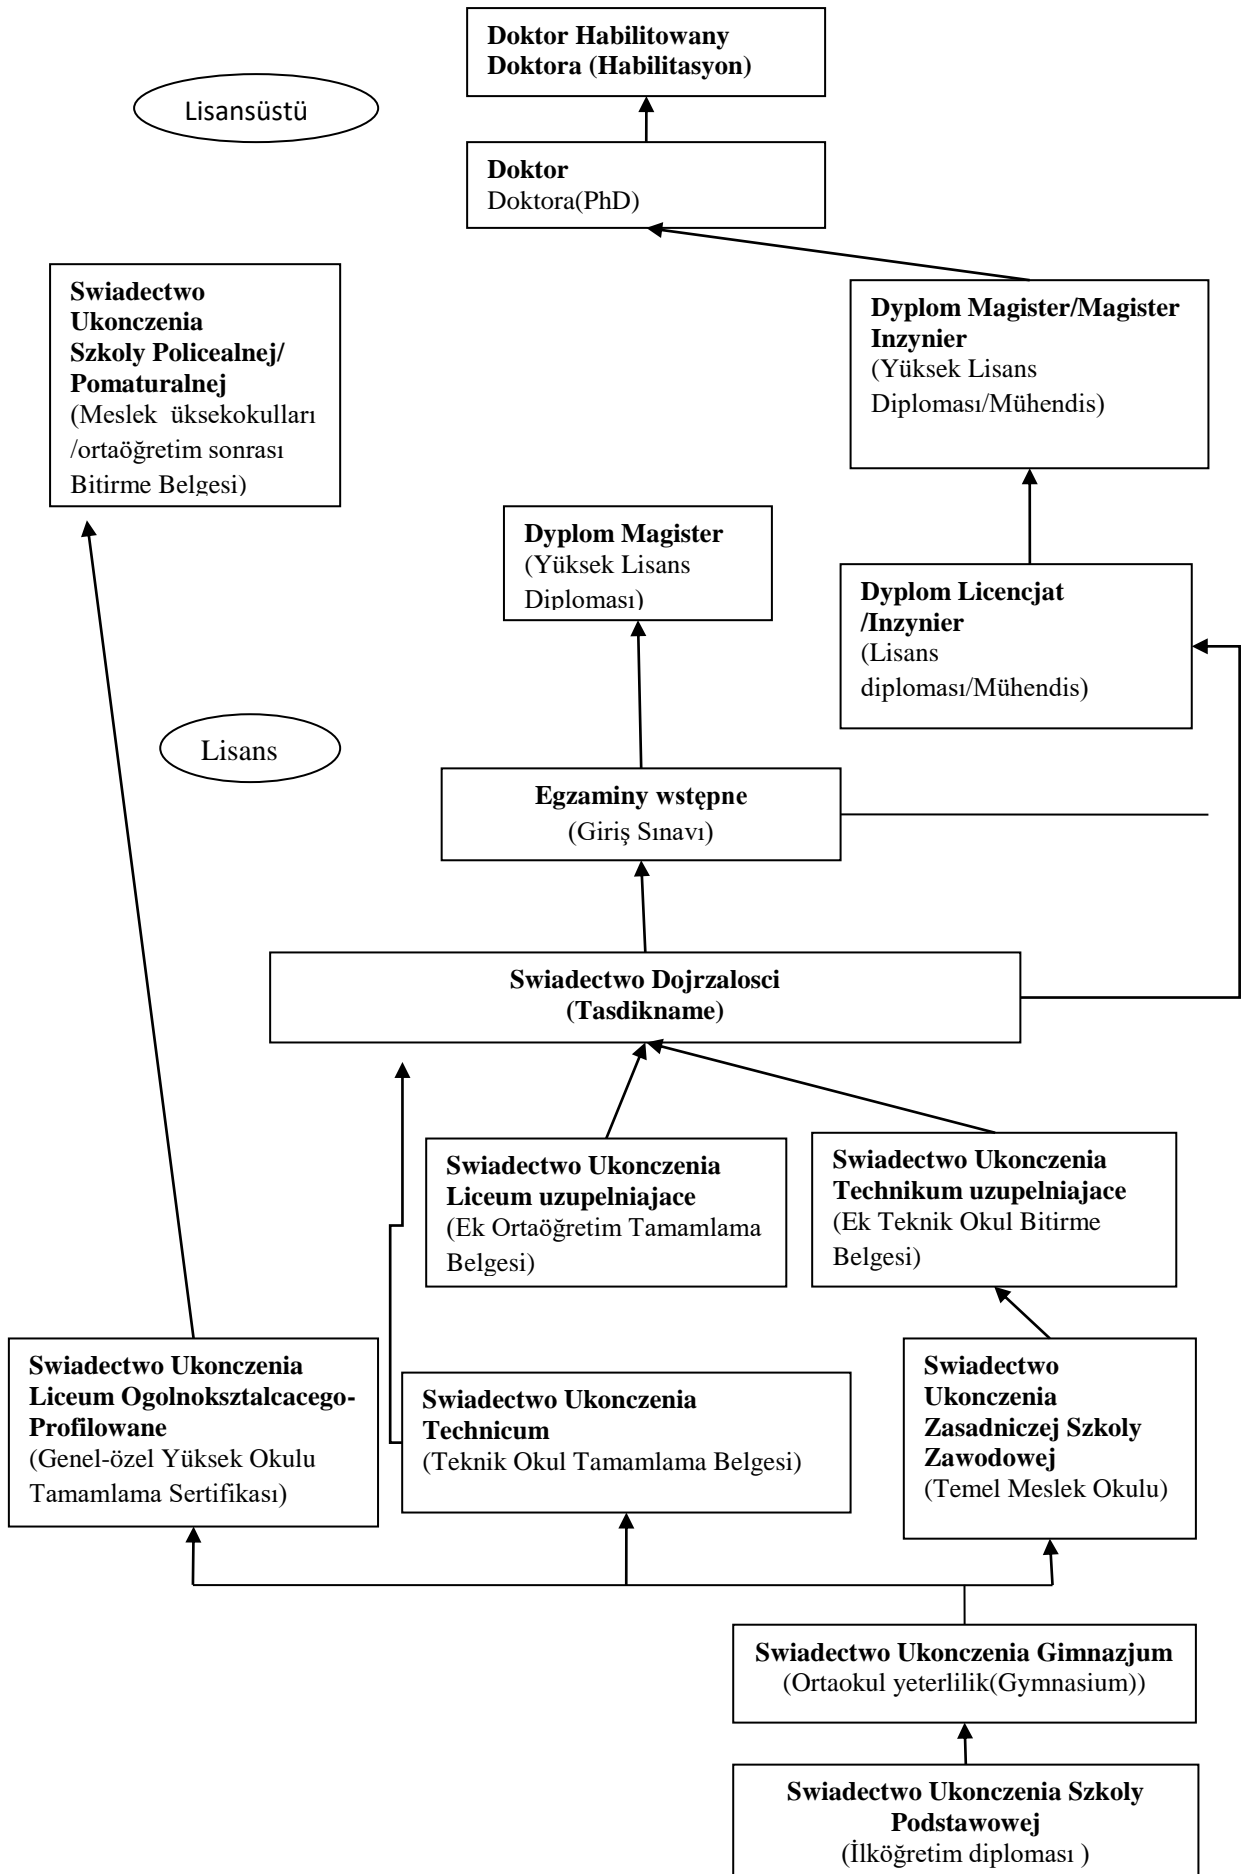 Doktor Habilitowany
Doktora (Habilitasyon)
Lisansüstü
Doktor
Doktora(PhD)
Swiadectwo
Ukonczenia
Szkoly Policealnej/
Pomaturalnej
(Meslek üksekokulları
/ortaöğretim sonrası
Bitirme Belgesi)
Dyplom Magister/Magister
Inzynier
(Yüksek Lisans
Diploması/Mühendis)
Dyplom Magister
(Yüksek Lisans
Diploması)
Dyplom Licencjat
/Inzynier
(Lisans
diploması/Mühendis)
Lisans
Egzaminy wstępne
(Giriş Sınavı)
Swiadectwo Dojrzalosci
(Tasdikname)
Swiadectwo Ukonczenia
Liceum uzupelniajace
(Ek Ortaöğretim Tamamlama
Belgesi)
Swiadectwo Ukonczenia
Technikum uzupelniajace
(Ek Teknik Okul Bitirme
Belgesi)
Swiadectwo Ukonczenia
Liceum Ogolnoksztalcacego-
Profilowane
(Genel-özel Yüksek Okulu
Tamamlama Sertifikası)
Swiadectwo Ukonczenia
Technicum
(Teknik Okul Tamamlama Belgesi)
Swiadectwo
Ukonczenia
Zasadniczej Szkoly
Zawodowej
(Temel Meslek Okulu)
Swiadectwo Ukonczenia Gimnazjum
(Ortaokul yeterlilik(Gymnasium))
Swiadectwo Ukonczenia Szkoly
Podstawowej
(İlköğretim diploması )